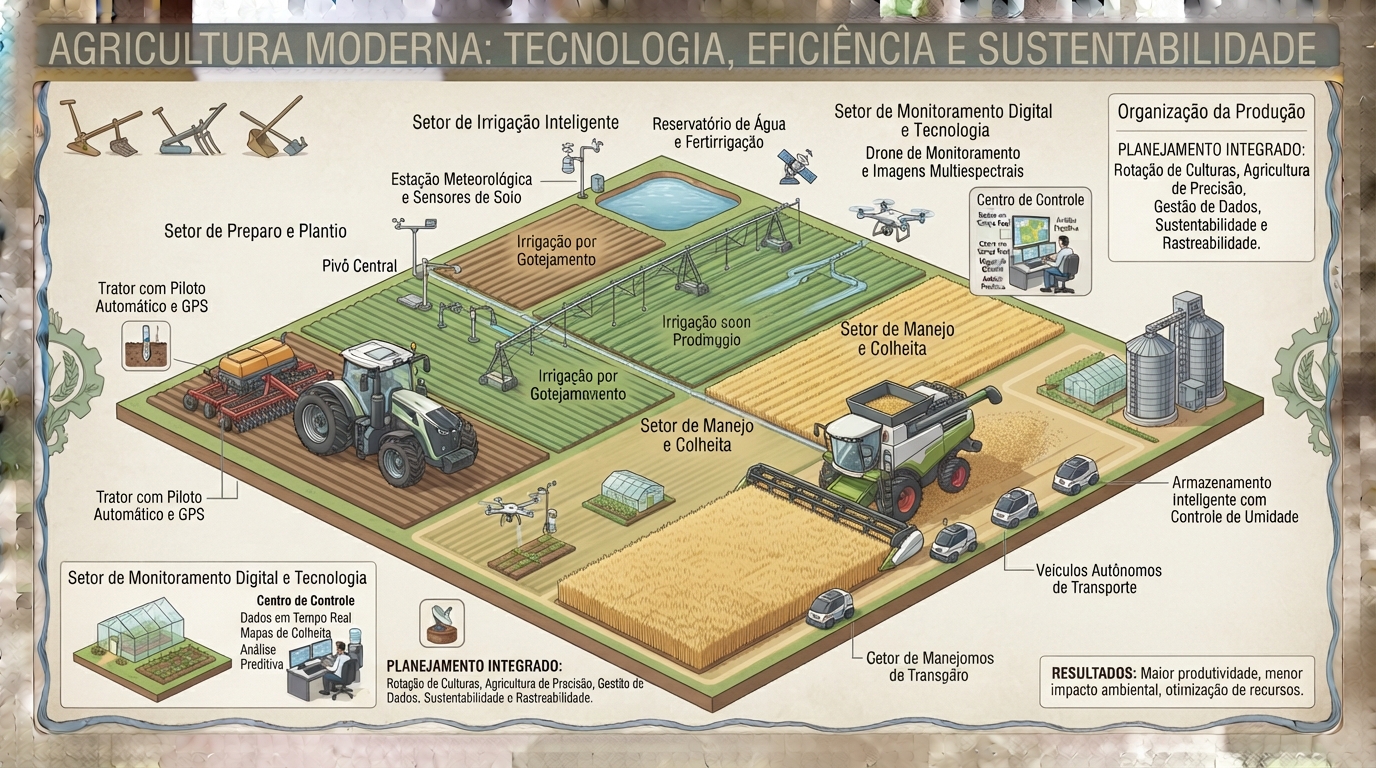 AGRICULTURA MODERNA: TECNOLOGIA, EFICIÊNCIA E SUSTENTABILIDADE
Setor de Irrigação Inteligente
Reservatório de Água
e Fertirrigação
Setor de Monitoramento Digital
e Tecnologia
Drone de Monitoramento
e Imagens Multiespectrais
Organização da Produção
PLANEJAMENTO INTEGRADO:
Rotação de Culturas, Agricultura
de Precisão,
Gestão de Dados,
Sustentabilidade e
Rastreabilidade.
Centro de Controle
Estação Meteorológica
e Sensores de Solo
Setor de Preparo e Plantio
Pivô Central
Irrigação por
Gotejamento
Trator com Piloto
Automático e GPS
Irrigação soon
Prodmygio
Setor de Manejo
e Colheita
Irrigação por
Gotejamento
Setor de Manejo
e Colheita
Trator com Piloto
Automático e GPS
Armazenamento
Inteligente com
Controle de Umidade
Veiculos Autônomos
de Transporte
Getor de Manejomos
de Transgâro
Setor de Monitoramento Digital e Tecnologia
Centro de Controle
Dados em Tempo Real
Mapas de Colheita
Análise
Preditiva
PLANEJAMENTO INTEGRADO:
Rotação de Culturas, Agricultura de Precisão, Gestito de
Dados. Sustentabilidade e Rastreabilidade.
RESULTADOS: Maior produtividade, menor
impacto ambiental, otimização de recursos.